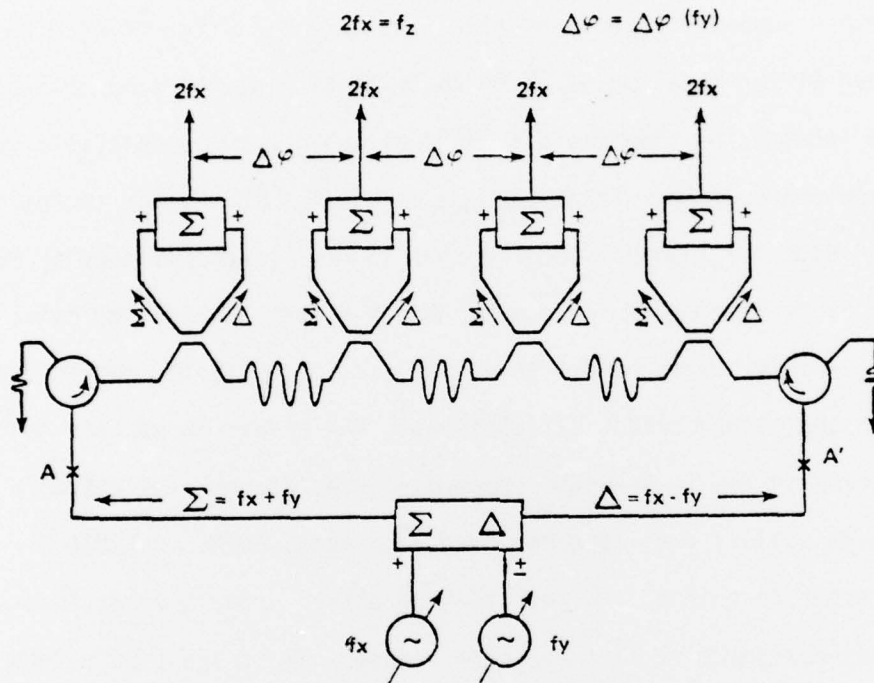 2fx = fz Δφ = Δφ (fy)
2fx 2fx 2fx 2fx
Δφ Δφ Δφ
+ Σ + + Σ + + Σ + + Σ +
Σ Δ Σ Δ Σ Δ Σ Δ
A A'
Σ = fx + fy Δ = fx - fy
Σ Δ
+ ±
~ ~
fx fy